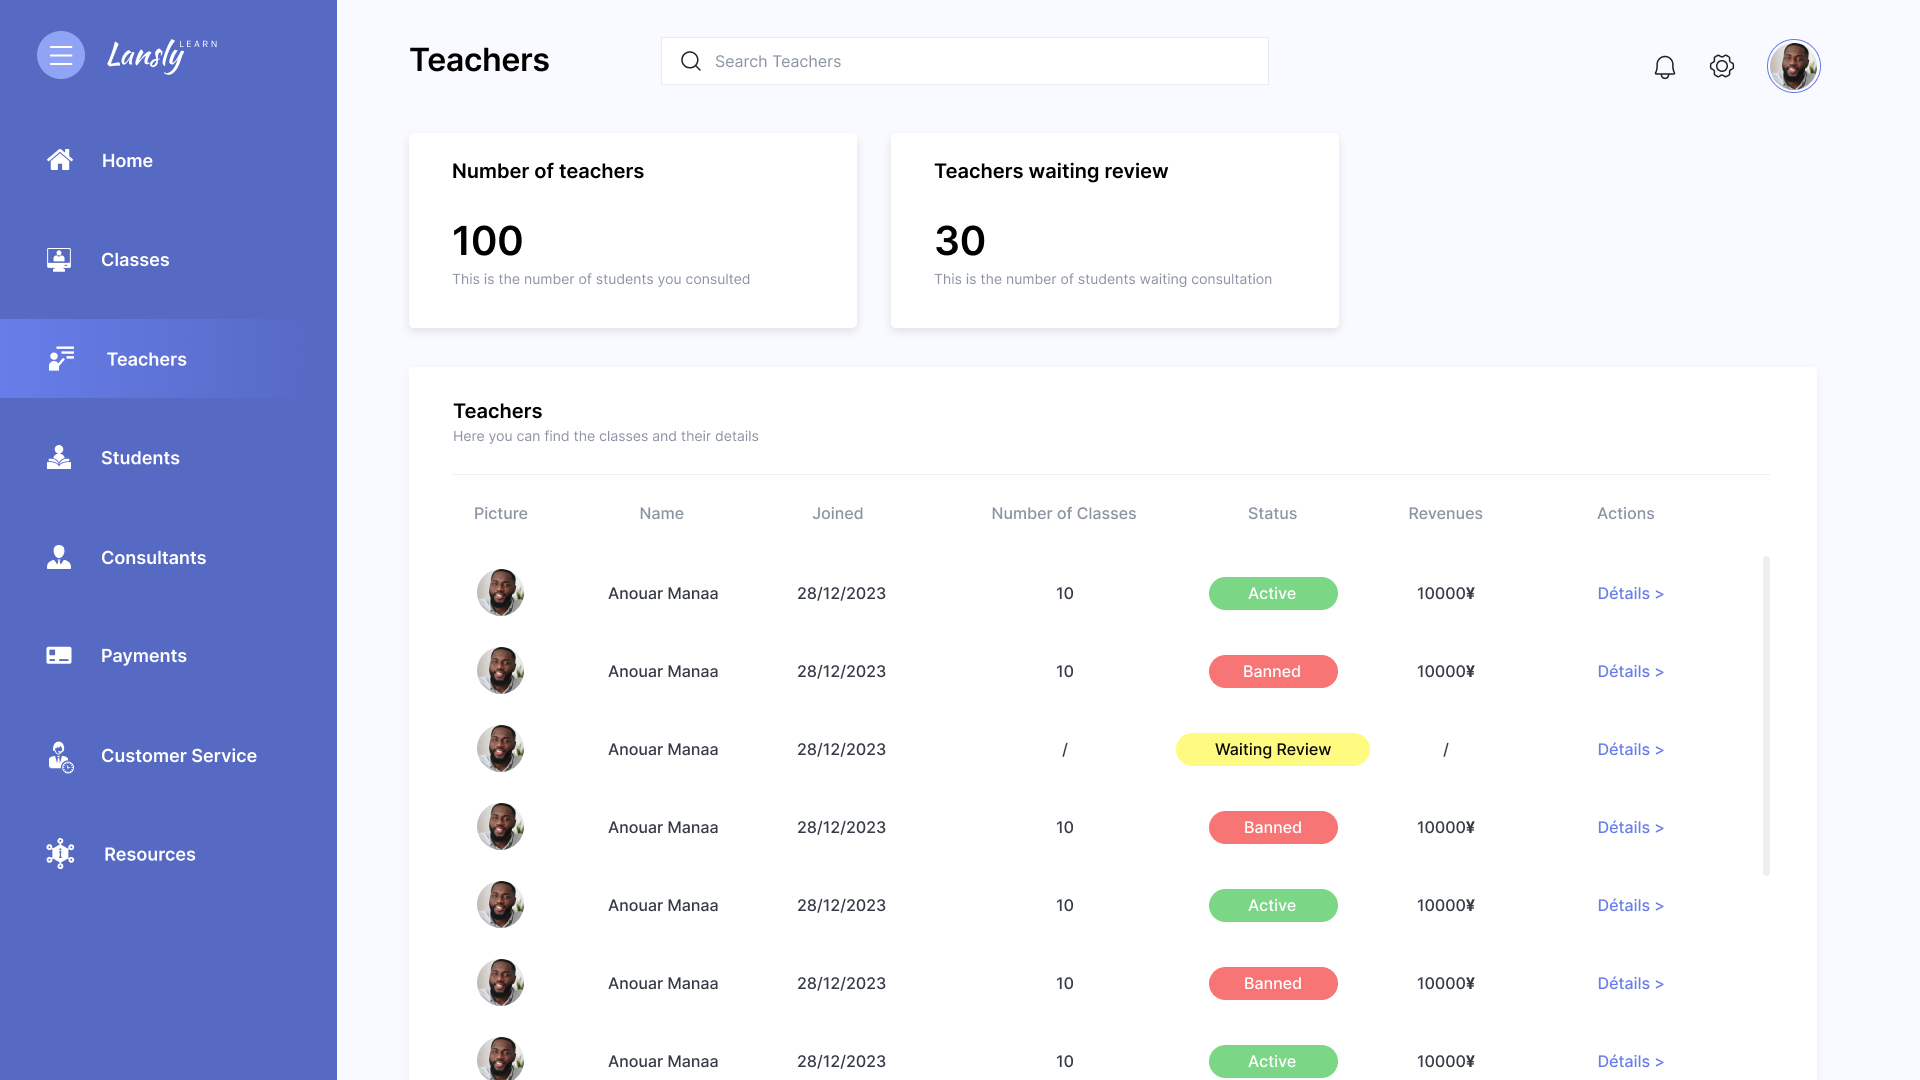 Lansly LEARN
Teachers
Search Teachers
Home
Classes
Teachers
Students
Consultants
Payments
Customer Service
Resources
Number of teachers
100
This is the number of students you consulted
Teachers waiting review
30
This is the number of students waiting consultation
Teachers
Here you can find the classes and their details
Picture Name Joined Number of Classes Status Revenues Actions
Anouar Manaa 28/12/2023 10 Active 10000¥ Détails >
Anouar Manaa 28/12/2023 10 Banned 10000¥ Détails >
Anouar Manaa 28/12/2023 / Waiting Review / Détails >
Anouar Manaa 28/12/2023 10 Banned 10000¥ Détails >
Anouar Manaa 28/12/2023 10 Active 10000¥ Détails >
Anouar Manaa 28/12/2023 10 Banned 10000¥ Détails >
Anouar Manaa 28/12/2023 10 Active 10000¥ Détails >